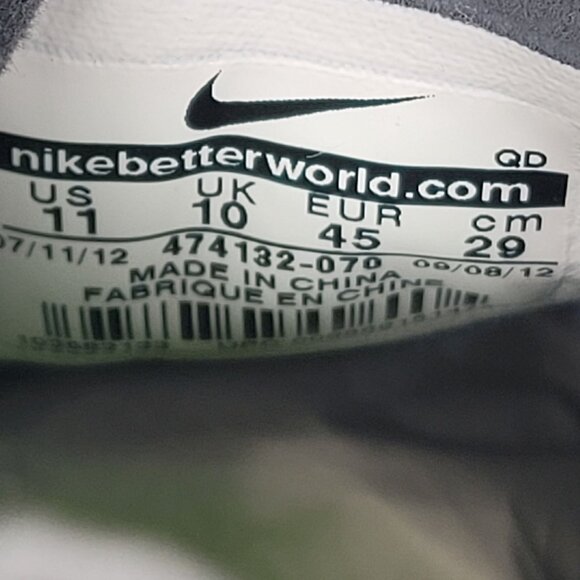 QD
nikebetterworld.com
US UK EUR cm
11 10 45 29
07/11/12 474132-070 09/08/12
MADE IN CHINA
FABRIQUE EN CHINE